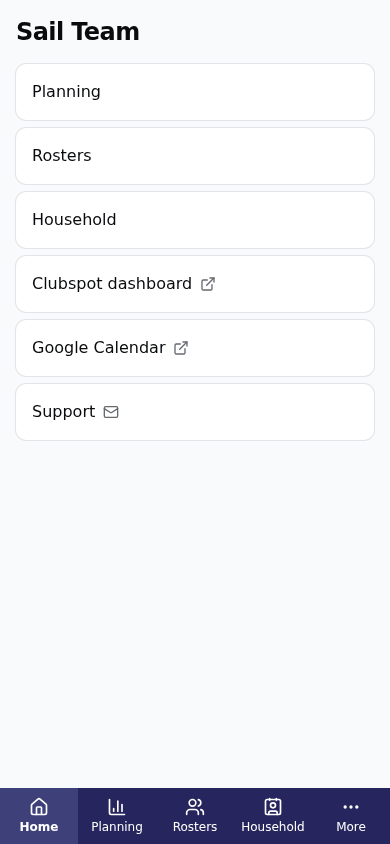 Sail Team
Planning
Rosters
Household
Clubspot dashboard
Google Calendar
Support
Home
Planning
Rosters
Household
More